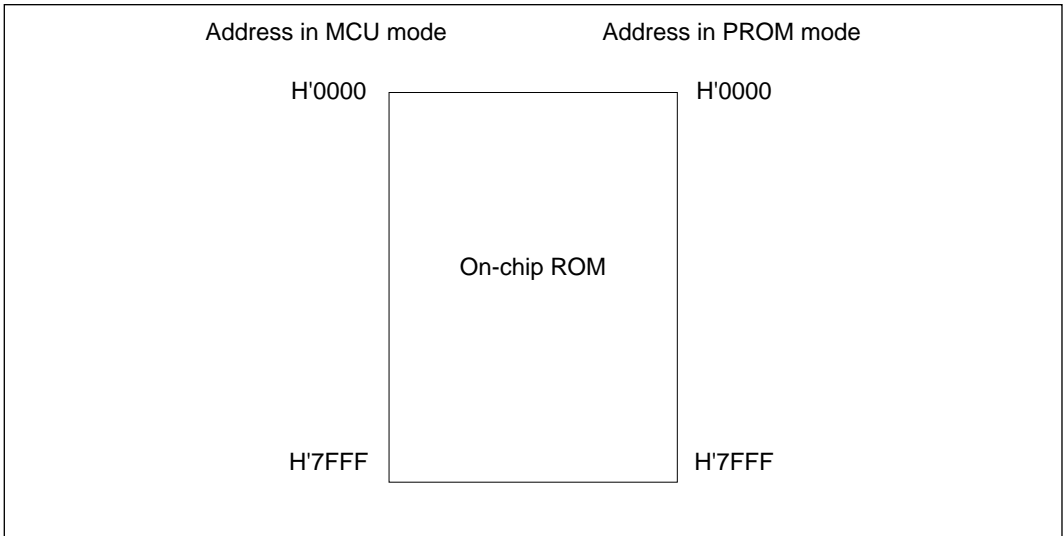 Address in MCU mode Address in PROM mode
H'0000 H'0000
On-chip ROM
H'7FFF H'7FFF